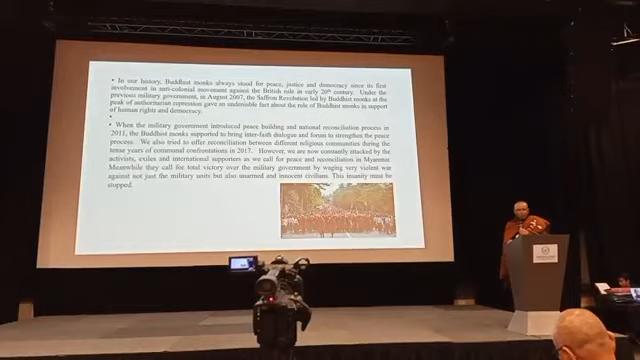 • In our history, Buddhist monks always stood for peace, justice and democracy since its first
involvement in anti-colonial movement against the British rule in early 20th century. Under the
previous military government, in August 2007, the Saffron Revolution led by Buddhist monks at the
peak of authoritarian repression gave an undeniable fact about the role of Buddhist monks in support
of human rights and democracy.
•
• When the military government introduced peace building and national reconciliation process in
2011, the Buddhist monks supported to bring inter-faith dialogue and forum to strengthen the peace
process. We also tried to offer reconciliation between different religious communities during the
tense years of communal confrontations in 2017. However, we are now constantly attacked by the
activists, exiles and international supporters as we call for peace and reconciliation in Myanmar.
Meanwhile they call for total victory over the military government by waging very violent war
against not just the military units but also unarmed and innocent civilians. This insanity must be
stopped.